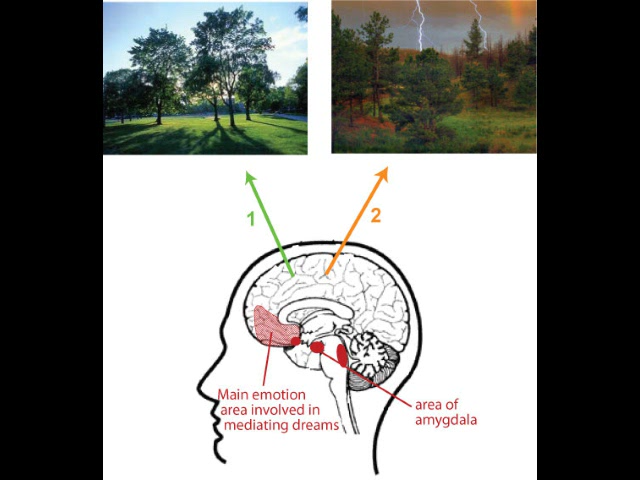 1
2
Main emotion
area involved in
mediating dreams
area of
amygdala